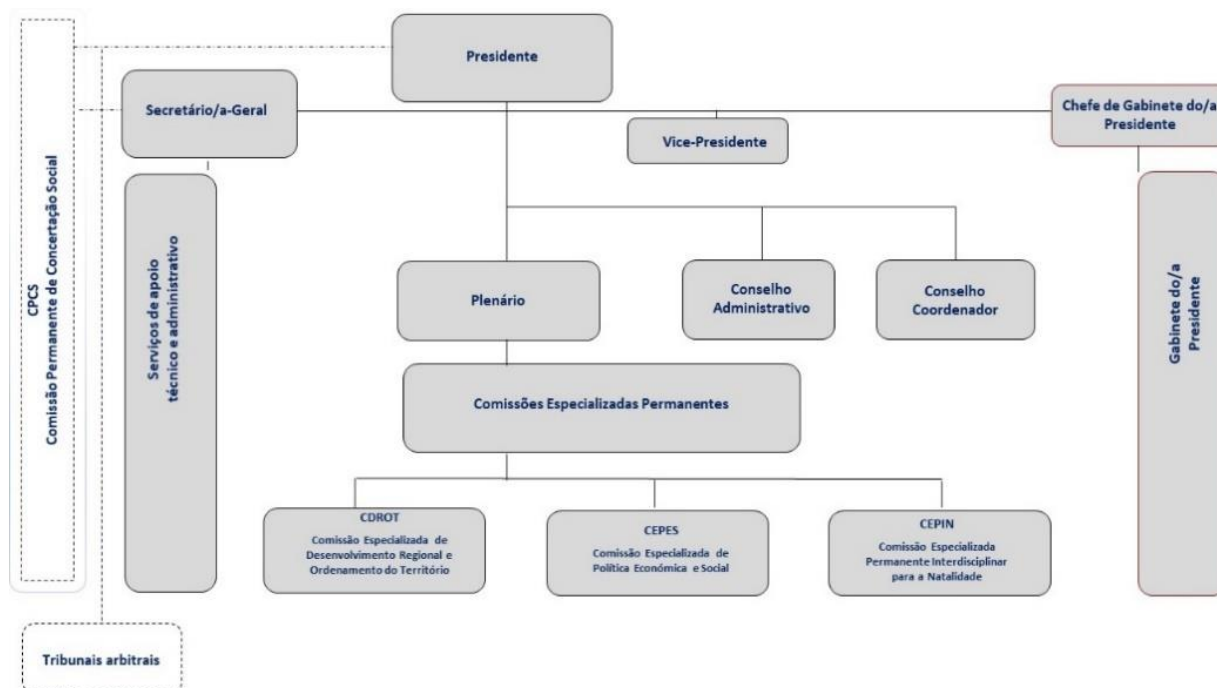 Presidente
Secretário/a-Geral
Chefe de Gabinete do/a
Presidente
Vice-Presidente
CPCS
Comissão Permanente de Concertação Social
Serviços de apoio
técnico e administrativo
Plenário
Conselho
Administrativo
Conselho
Coordenador
Gabinete do/a
Presidente
Comissões Especializadas Permanentes
CDROT
Comissão Especializada de
Desenvolvimento Regional e
Ordenamento do Território
CEPES
Comissão Especializada de
Política Económica e Social
CEPIN
Comissão Especializada
Permanente Interdisciplinar
para a Natalidade
Tribunais arbitrais